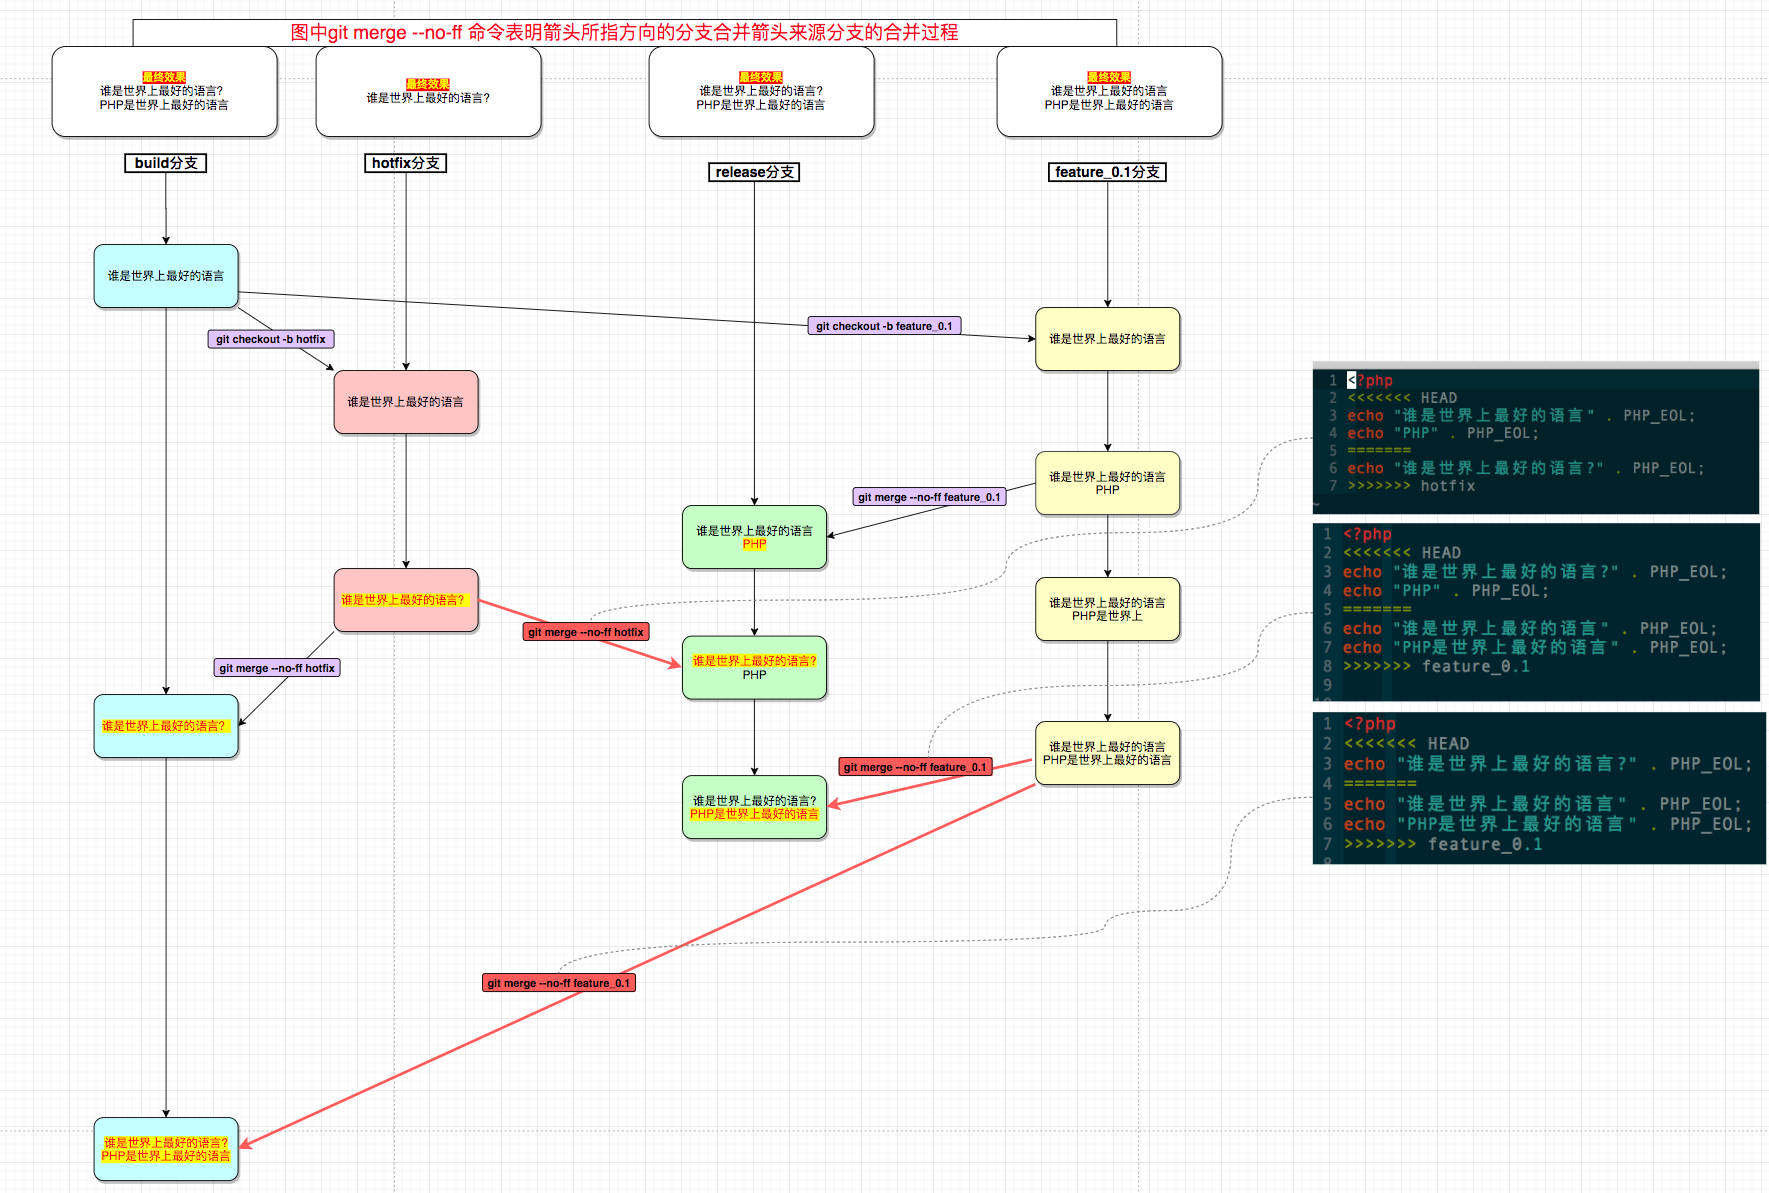 图中git merge --no-ff 命令表明箭头所指方向的分支合并箭头来源分支的合并过程
最终效果
谁是世界上最好的语言?
PHP是世界上最好的语言
最终效果
谁是世界上最好的语言?
最终效果
谁是世界上最好的语言?
PHP是世界上最好的语言
最终效果
谁是世界上最好的语言
PHP是世界上最好的语言
build分支
hotfix分支
release分支
feature_0.1分支
谁是世界上最好的语言
git checkout -b hotfix
git checkout -b feature_0.1
谁是世界上最好的语言
谁是世界上最好的语言
谁是世界上最好的语言
PHP
git merge --no-ff feature_0.1
谁是世界上最好的语言
PHP
谁是世界上最好的语言?
git merge --no-ff hotfix
谁是世界上最好的语言
PHP是世界上
git merge --no-ff hotfix
谁是世界上最好的语言?
PHP
谁是世界上最好的语言?
谁是世界上最好的语言
PHP是世界上最好的语言
git merge --no-ff feature_0.1
谁是世界上最好的语言?
PHP是世界上最好的语言
git merge --no-ff feature_0.1
谁是世界上最好的语言?
PHP是世界上最好的语言
1 <?php
2 <<<<<<< HEAD
3 echo "谁是世界上最好的语言" . PHP_EOL;
4 echo "PHP" . PHP_EOL;
5 =======
6 echo "谁是世界上最好的语言?" . PHP_EOL;
7 >>>>>>> hotfix
~
1 <?php
2 <<<<<<< HEAD
3 echo "谁是世界上最好的语言?" . PHP_EOL;
4 echo "PHP" . PHP_EOL;
5 =======
6 echo "谁是世界上最好的语言" . PHP_EOL;
7 echo "PHP是世界上最好的语言" . PHP_EOL;
8 >>>>>>> feature_0.1
9
1 <?php
2 <<<<<<< HEAD
3 echo "谁是世界上最好的语言?" . PHP_EOL;
4 =======
5 echo "谁是世界上最好的语言" . PHP_EOL;
6 echo "PHP是世界上最好的语言" . PHP_EOL;
7 >>>>>>> feature_0.1